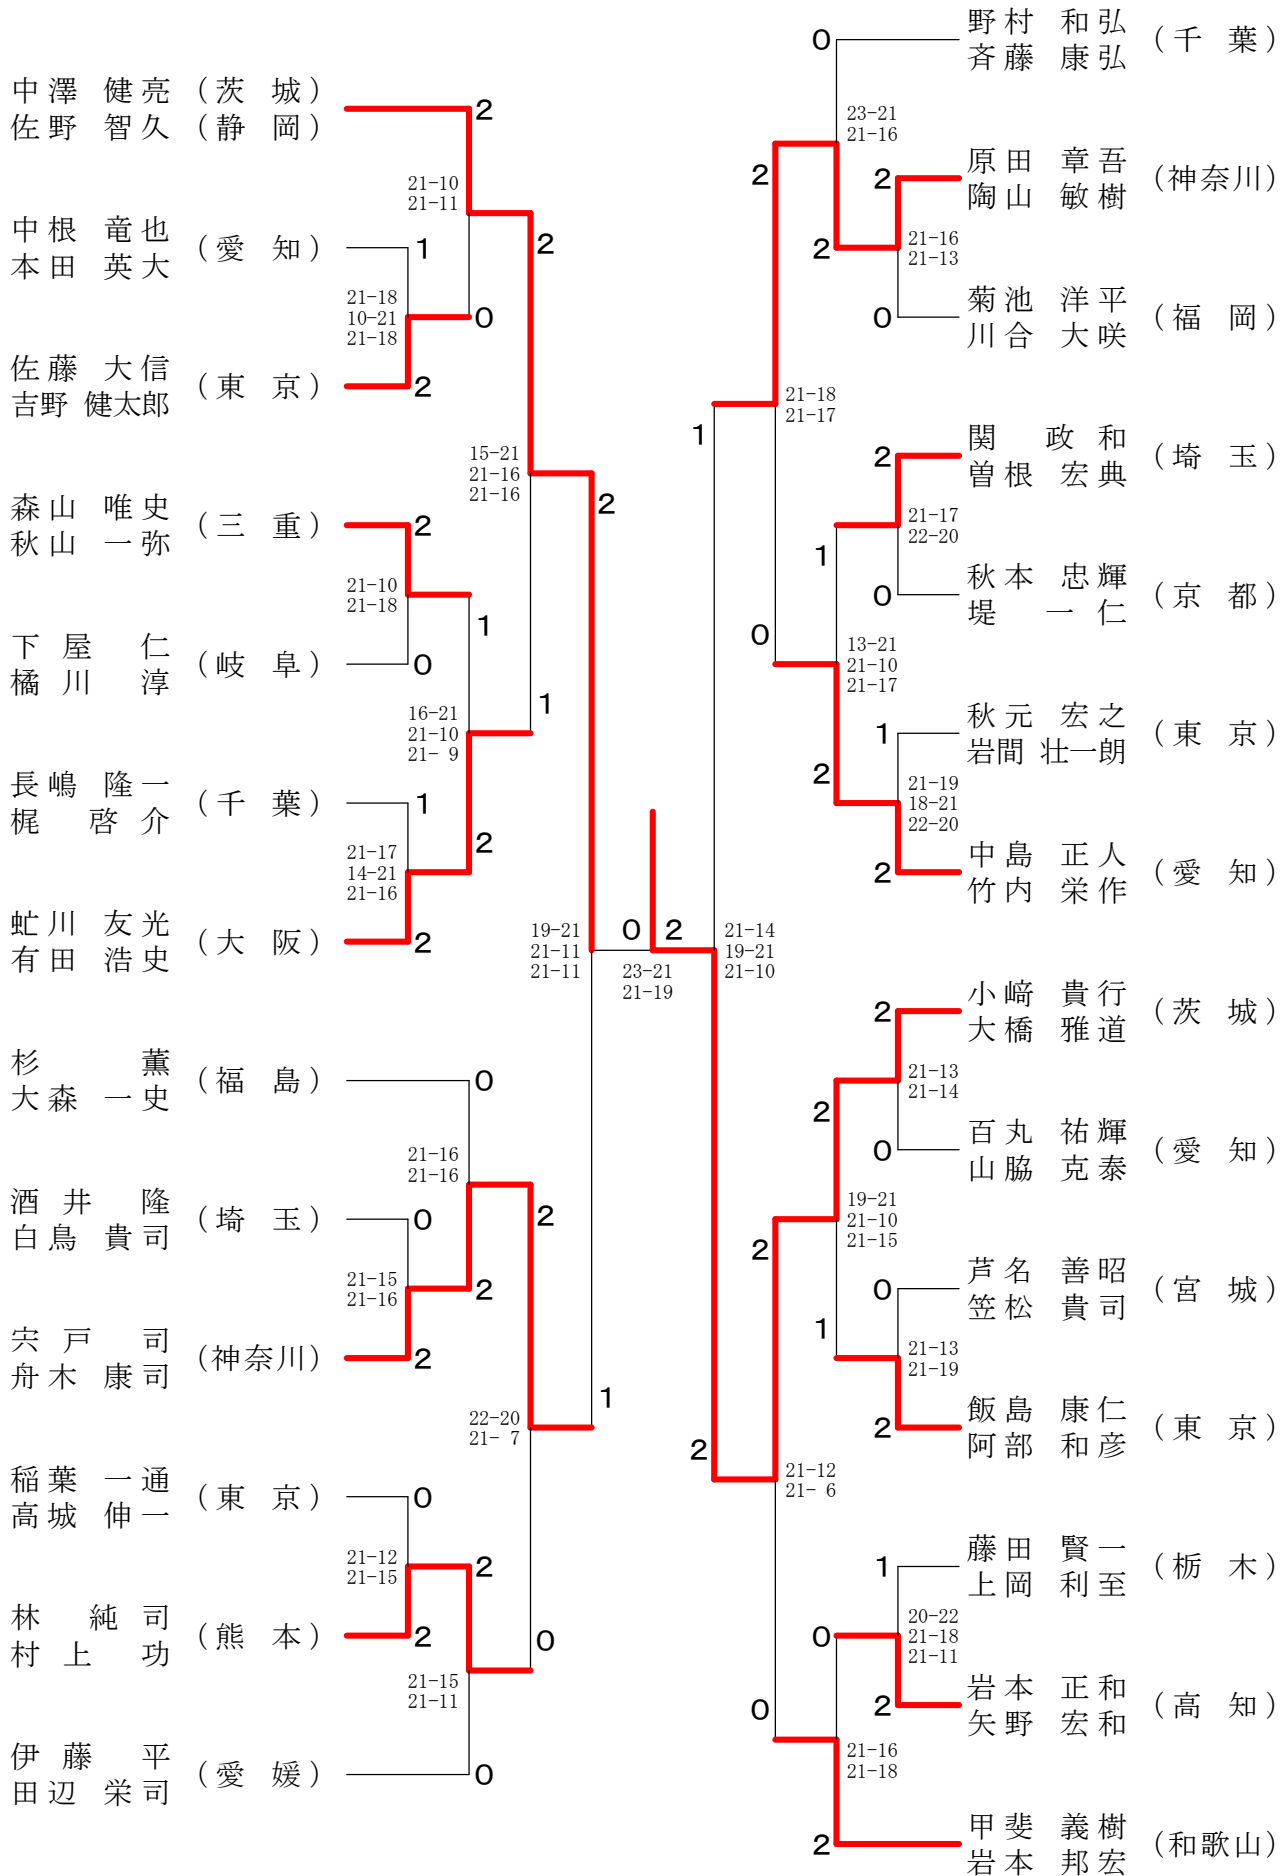 中澤 健亮 (茨 城)
佐野 智久 (静 岡)
2
21-10
21-11
中根 竜也
本田 英大
(愛 知)
1
2
21-18
10-21
21-18
0
佐藤 大信
吉野 健太郎
(東 京)
2
15-21
21-16
21-16
2
森山 唯史
秋山 一弥
(三 重)
2
21-10
21-18
1
下屋 仁
橘川 淳
(岐 阜)
0
1
16-21
21-10
21- 9
長嶋 隆一
梶 啓介
(千 葉)
1
2
21-17
14-21
21-16
虻川 友光
有田 浩史
(大 阪)
2
19-21
21-11
21-11
0
2
23-21
21-19
杉 薫
大森 一史
(福 島)
0
21-16
21-16
2
酒井 隆
白鳥 貴司
(埼 玉)
0
21-15
21-16
2
宍戸 司
舟木 康司
(神奈川)
2
1
22-20
21- 7
稲葉 一通
高城 伸一
(東 京)
0
21-12
21-15
2
林 純司
村上 功
(熊 本)
2
0
21-15
21-11
伊藤 平
田辺 栄司
(愛 媛)
0
野村 和弘
斉藤 康弘
(千 葉)
0
23-21
21-16
2
原田 章吾
陶山 敏樹
(神奈川)
2
2
21-16
21-13
菊池 洋平
川合 大咲
(福 岡)
0
21-18
21-17
1
関 政和
曽根 宏典
(埼 玉)
2
21-17
22-20
1
秋本 忠輝
堤 一仁
(京 都)
0
0
13-21
21-10
21-17
秋元 宏之
岩間 壮一朗
(東 京)
1
2
21-19
18-21
22-20
中島 正人
竹内 栄作
(愛 知)
2
21-14
19-21
21-10
小﨑 貴行
大橋 雅道
(茨 城)
2
21-13
21-14
2
百丸 祐輝
山脇 克泰
(愛 知)
0
19-21
21-10
21-15
2
芦名 善昭
笠松 貴司
(宮 城)
0
1
21-13
21-19
飯島 康仁
阿部 和彦
(東 京)
2
2
21-12
21- 6
藤田 賢一
上岡 利至
(栃 木)
1
20-22
21-18
21-11
0
岩本 正和
矢野 宏和
(高 知)
2
0
21-16
21-18
甲斐 義樹
岩本 邦宏
(和歌山)
2